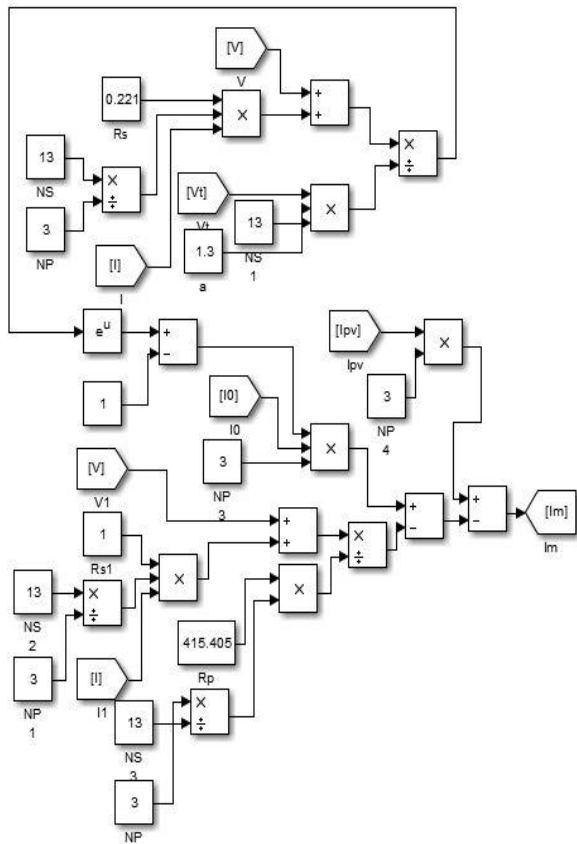 [V]
V
+
+
0.221
Rs
×
×
÷
13
NS
×
÷
3
NP
[Vt]
Vt
×
13
NS
1
1.3
a
[I]
I
e^u
+
−
1
[Ipv]
Ipv
×
3
NP
4
[I0]
I0
×
3
NP
3
[V]
V1
+
+
×
÷
+
−
+
−
[Im]
Im
1
Rs1
×
×
13
NS
2
×
÷
415.405
Rp
3
NP
1
[I]
I1
×
÷
13
NS
3
3
NP